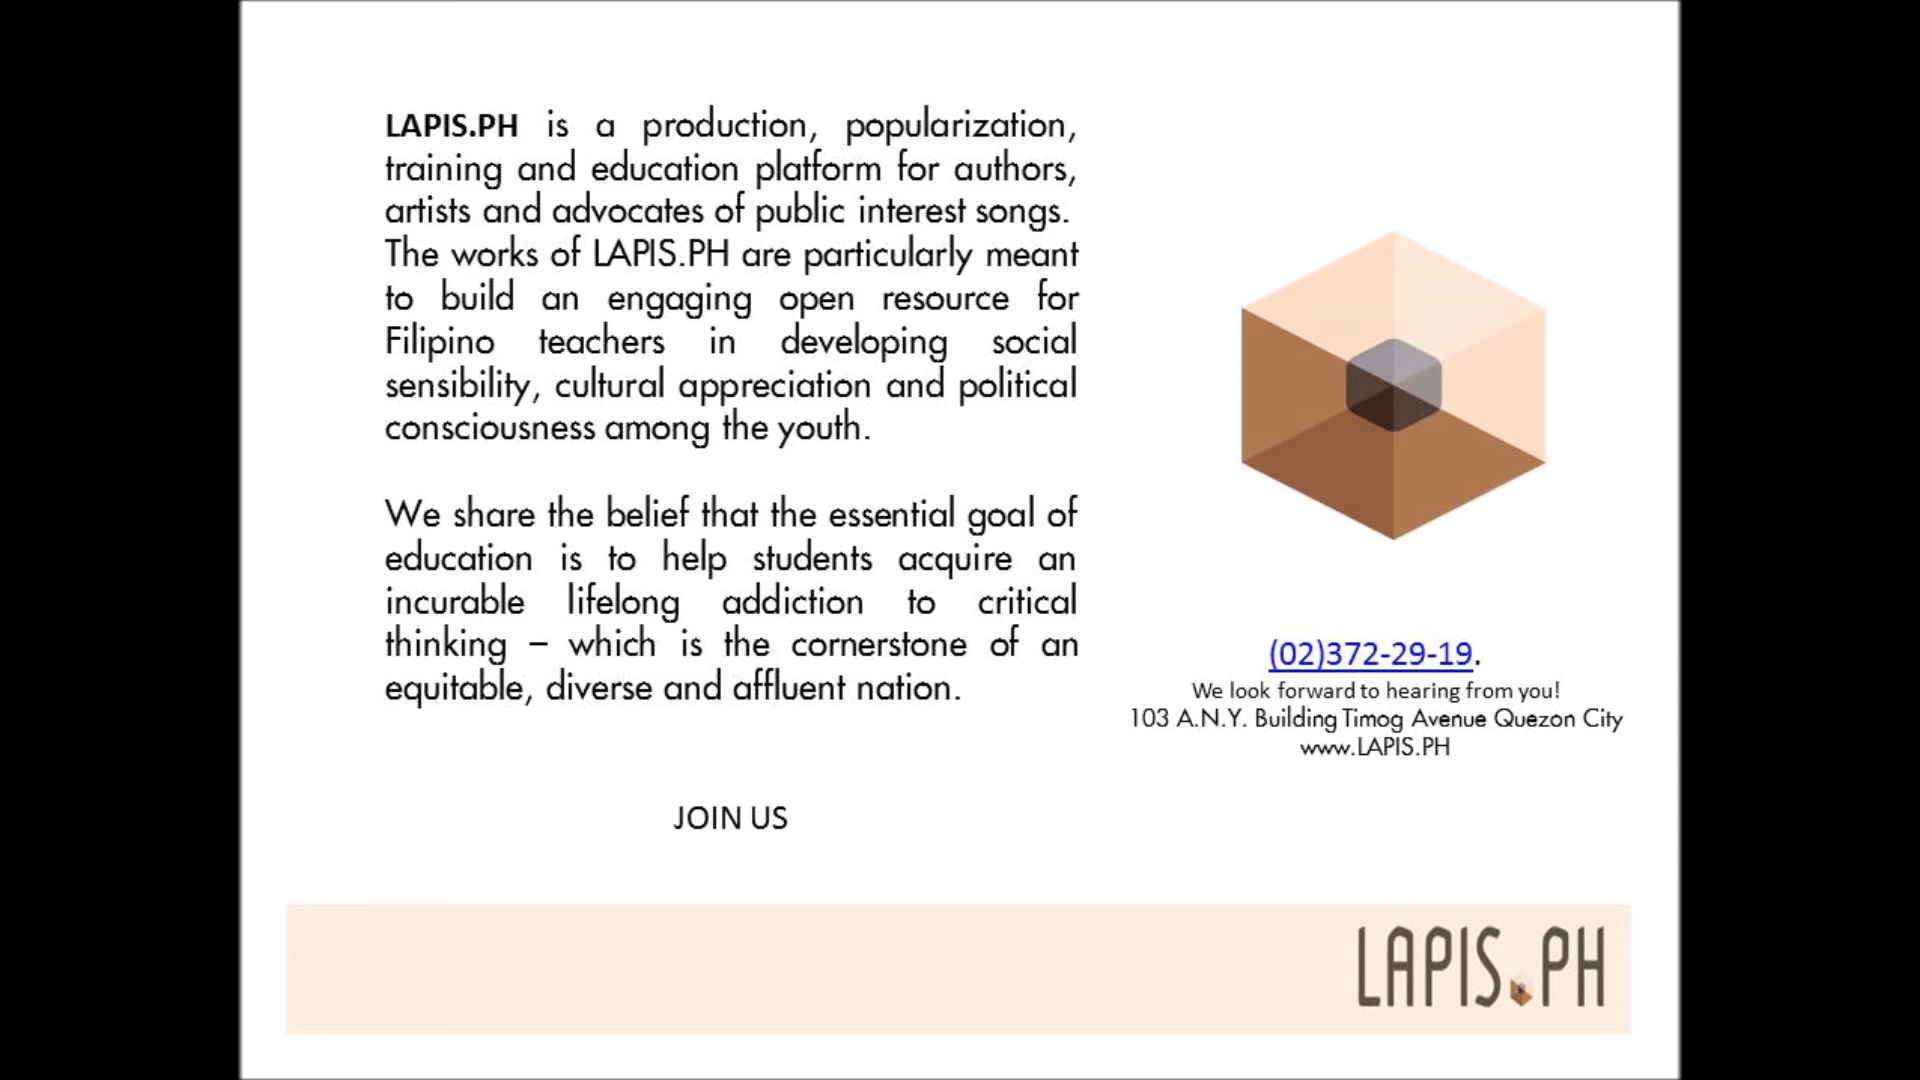 LAPIS.PH is a production, popularization,
training and education platform for authors,
artists and advocates of public interest songs.
The works of LAPIS.PH are particularly meant
to build an engaging open resource for
Filipino teachers in developing social
sensibility, cultural appreciation and political
consciousness among the youth.
We share the belief that the essential goal of
education is to help students acquire an
incurable lifelong addiction to critical
thinking – which is the cornerstone of an
equitable, diverse and affluent nation.
JOIN US
(02)372-29-19.
We look forward to hearing from you!
103 A.N.Y. Building Timog Avenue Quezon City
www.LAPIS.PH
LAPIS.PH